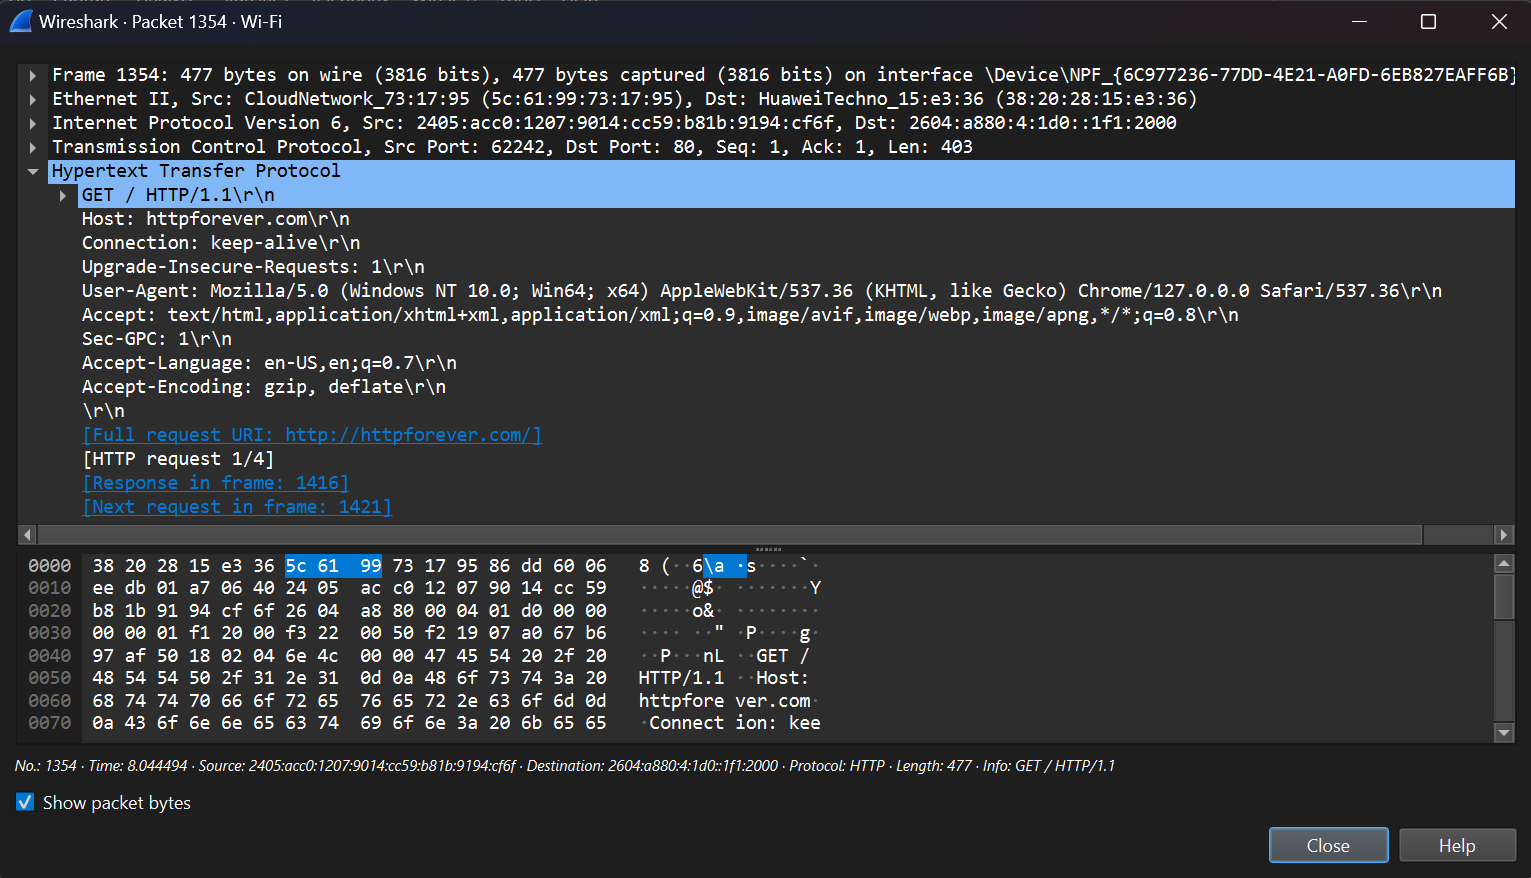 Wireshark · Packet 1354 · Wi-Fi
Frame 1354: 477 bytes on wire (3816 bits), 477 bytes captured (3816 bits) on interface \Device\NPF_{6C977236-77DD-4E21-A0FD-6EB827EAFF6B}
Ethernet II, Src: CloudNetwork_73:17:95 (5c:61:99:73:17:95), Dst: HuaweiTechno_15:e3:36 (38:20:28:15:e3:36)
Internet Protocol Version 6, Src: 2405:acc0:1207:9014:cc59:b81b:9194:cf6f, Dst: 2604:a880:4:1d0::1f1:2000
Transmission Control Protocol, Src Port: 62242, Dst Port: 80, Seq: 1, Ack: 1, Len: 403
Hypertext Transfer Protocol
GET / HTTP/1.1\r\n
Host: httpforever.com\r\n
Connection: keep-alive\r\n
Upgrade-Insecure-Requests: 1\r\n
User-Agent: Mozilla/5.0 (Windows NT 10.0; Win64; x64) AppleWebKit/537.36 (KHTML, like Gecko) Chrome/127.0.0.0 Safari/537.36\r\n
Accept: text/html,application/xhtml+xml,application/xml;q=0.9,image/avif,image/webp,image/apng,*/*;q=0.8\r\n
Sec-GPC: 1\r\n
Accept-Language: en-US,en;q=0.7\r\n
Accept-Encoding: gzip, deflate\r\n
\r\n
[Full request URI: http://httpforever.com/]
[HTTP request 1/4]
[Response in frame: 1416]
[Next request in frame: 1421]
0000 38 20 28 15 e3 36 5c 61 99 73 17 95 86 dd 60 06 8 (··6\a ·s····`·
0010 ee db 01 a7 06 40 24 05 ac c0 12 07 90 14 cc 59 ·····@$· ·······Y
0020 b8 1b 91 94 cf 6f 26 04 a8 80 00 04 01 d0 00 00 ·····o&· ········
0030 00 00 01 f1 20 00 f3 22 00 50 f2 19 07 a0 67 b6 ···· ··" ·P····g·
0040 97 af 50 18 02 04 6e 4c 00 00 47 45 54 20 2f 20 ··P···nL ··GET /
0050 48 54 54 50 2f 31 2e 31 0d 0a 48 6f 73 74 3a 20 HTTP/1.1 ··Host:
0060 68 74 74 70 66 6f 72 65 76 65 72 2e 63 6f 6d 0d httpfore ver.com·
0070 0a 43 6f 6e 6e 65 63 74 69 6f 6e 3a 20 6b 65 65 ·Connect ion: kee
No.: 1354 · Time: 8.044494 · Source: 2405:acc0:1207:9014:cc59:b81b:9194:cf6f · Destination: 2604:a880:4:1d0::1f1:2000 · Protocol: HTTP · Length: 477 · Info: GET / HTTP/1.1
Show packet bytes
Close
Help